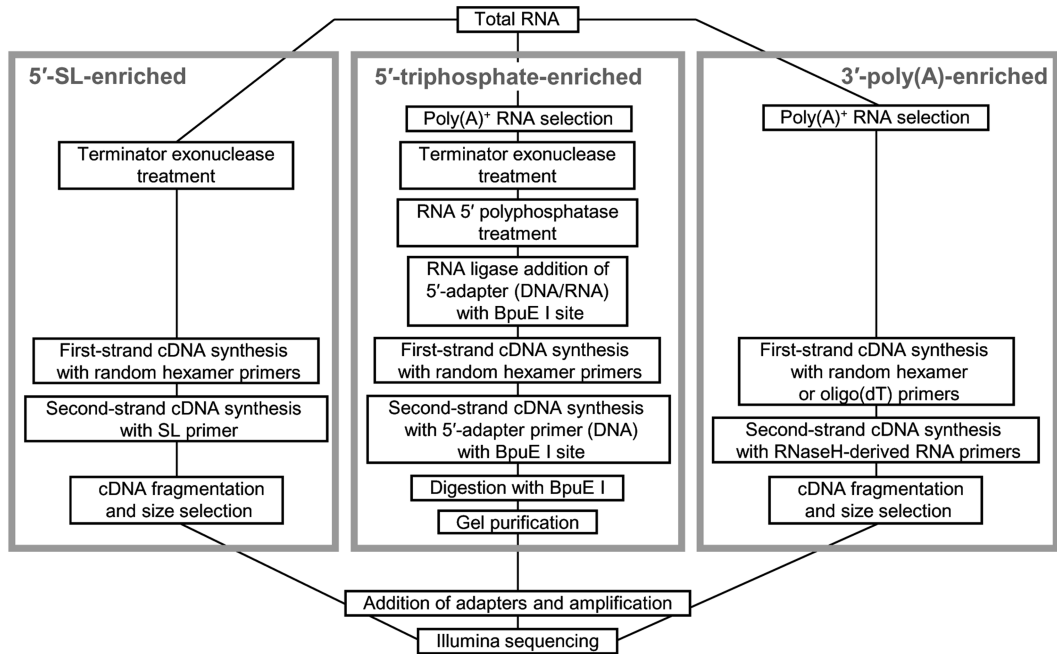 Total RNA
5′-SL-enriched
Terminator exonuclease
treatment
First-strand cDNA synthesis
with random hexamer primers
Second-strand cDNA synthesis
with SL primer
cDNA fragmentation
and size selection
5′-triphosphate-enriched
Poly(A)⁺ RNA selection
Terminator exonuclease
treatment
RNA 5′ polyphosphatase
treatment
RNA ligase addition of
5′-adapter (DNA/RNA)
with BpuE I site
First-strand cDNA synthesis
with random hexamer primers
Second-strand cDNA synthesis
with 5′-adapter primer (DNA)
with BpuE I site
Digestion with BpuE I
Gel purification
3′-poly(A)-enriched
Poly(A)⁺ RNA selection
First-strand cDNA synthesis
with random hexamer
or oligo(dT) primers
Second-strand cDNA synthesis
with RNaseH-derived RNA primers
cDNA fragmentation
and size selection
Addition of adapters and amplification
Illumina sequencing